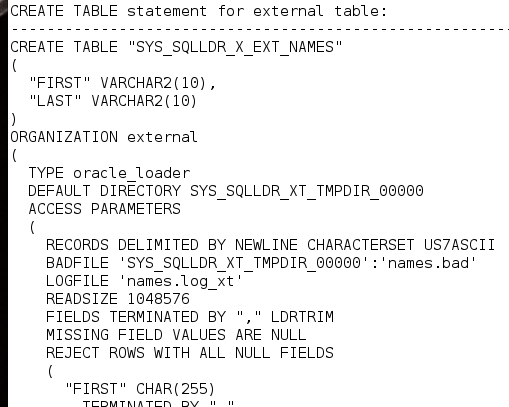 CREATE TABLE statement for external table:
------------------------------------------------------------------------
CREATE TABLE "SYS_SQLLDR_X_EXT_NAMES"
(
  "FIRST" VARCHAR2(10),
  "LAST" VARCHAR2(10)
)
ORGANIZATION external
(
  TYPE oracle_loader
  DEFAULT DIRECTORY SYS_SQLLDR_XT_TMPDIR_00000
  ACCESS PARAMETERS
  (
    RECORDS DELIMITED BY NEWLINE CHARACTERSET US7ASCII
    BADFILE 'SYS_SQLLDR_XT_TMPDIR_00000':'names.bad'
    LOGFILE 'names.log_xt'
    READSIZE 1048576
    FIELDS TERMINATED BY "," LDRTRIM
    MISSING FIELD VALUES ARE NULL
    REJECT ROWS WITH ALL NULL FIELDS
    (
      "FIRST" CHAR(255)
        TERMINATED BY